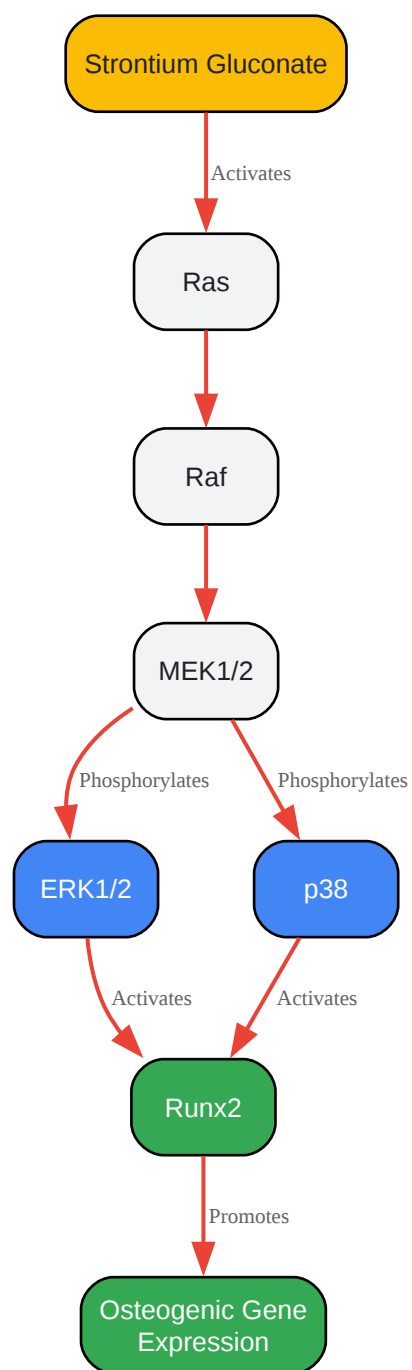 Strontium Gluconate
Activates
Ras
Raf
MEK1/2
Phosphorylates
Phosphorylates
ERK1/2
p38
Activates
Activates
Runx2
Promotes
Osteogenic Gene
Expression